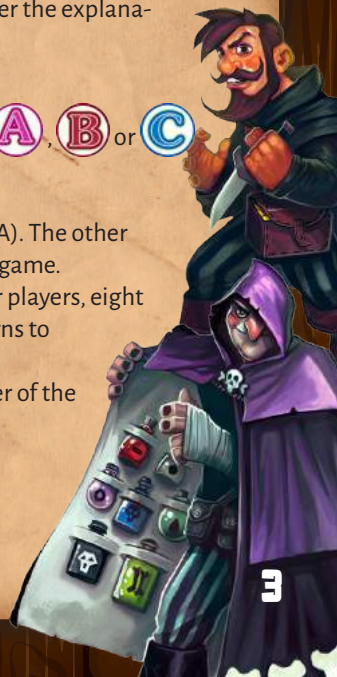 er the explana-
A, B or C
A). The other
game.
r players, eight
ns to
er of the
3